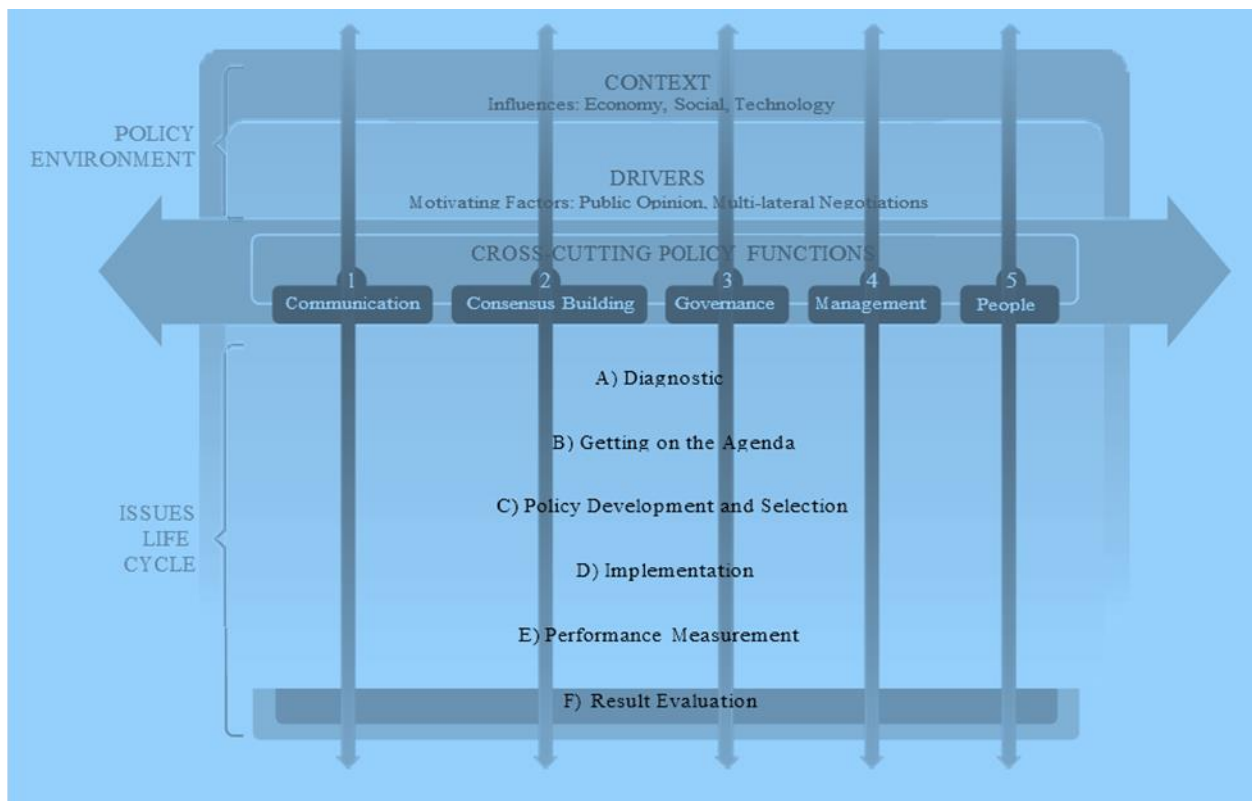 CONTEXT
Influences: Economy, Social, Technology
POLICY
ENVIRONMENT
DRIVERS
Motivating Factors: Public Opinion, Multi-lateral Negotiations
CROSS-CUTTING POLICY FUNCTIONS
1 2 3 4 5
Communication Consensus Building Governance Management People
A) Diagnostic
B) Getting on the Agenda
C) Policy Development and Selection
ISSUES
LIFE
CYCLE
D) Implementation
E) Performance Measurement
F) Result Evaluation